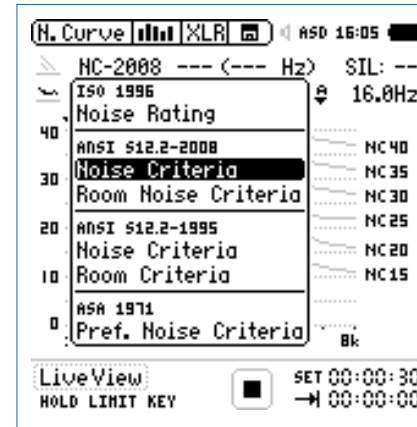 N. Curve XLR ASD 16:05
NC-2008 --- (--- Hz) SIL: --
ISO 1996
Noise Rating
16.0Hz
40
ANSI S12.2-2008
NC40
Noise Criteria
NC35
30
Room Noise Criteria
NC30
20
ANSI S12.2-1995
NC25
Noise Criteria
NC20
10
Room Criteria
NC15
ASA 1971
0
Pref. Noise Criteria
8k
LiveView
SET 00:00:30
HOLD LIMIT KEY
00:00:00